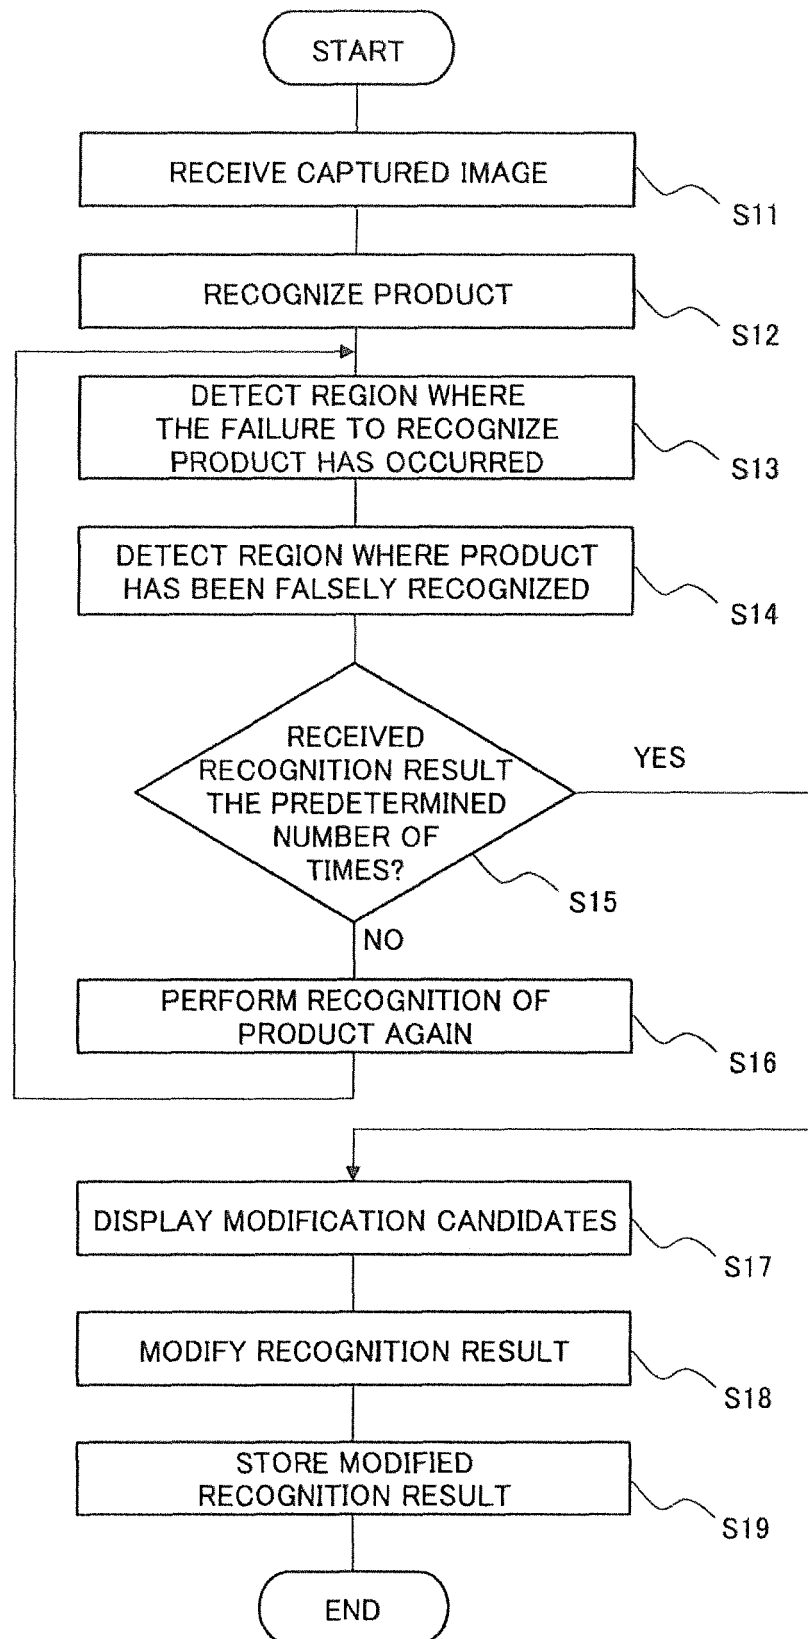 START
RECEIVE CAPTURED IMAGE
S11
RECOGNIZE PRODUCT
S12
DETECT REGION WHERE
THE FAILURE TO RECOGNIZE
PRODUCT HAS OCCURRED
S13
DETECT REGION WHERE PRODUCT
HAS BEEN FALSELY RECOGNIZED
S14
RECEIVED
RECOGNITION RESULT
THE PREDETERMINED
NUMBER OF
TIMES?
YES
S15
NO
PERFORM RECOGNITION OF
PRODUCT AGAIN
S16
DISPLAY MODIFICATION CANDIDATES
S17
MODIFY RECOGNITION RESULT
S18
STORE MODIFIED
RECOGNITION RESULT
S19
END